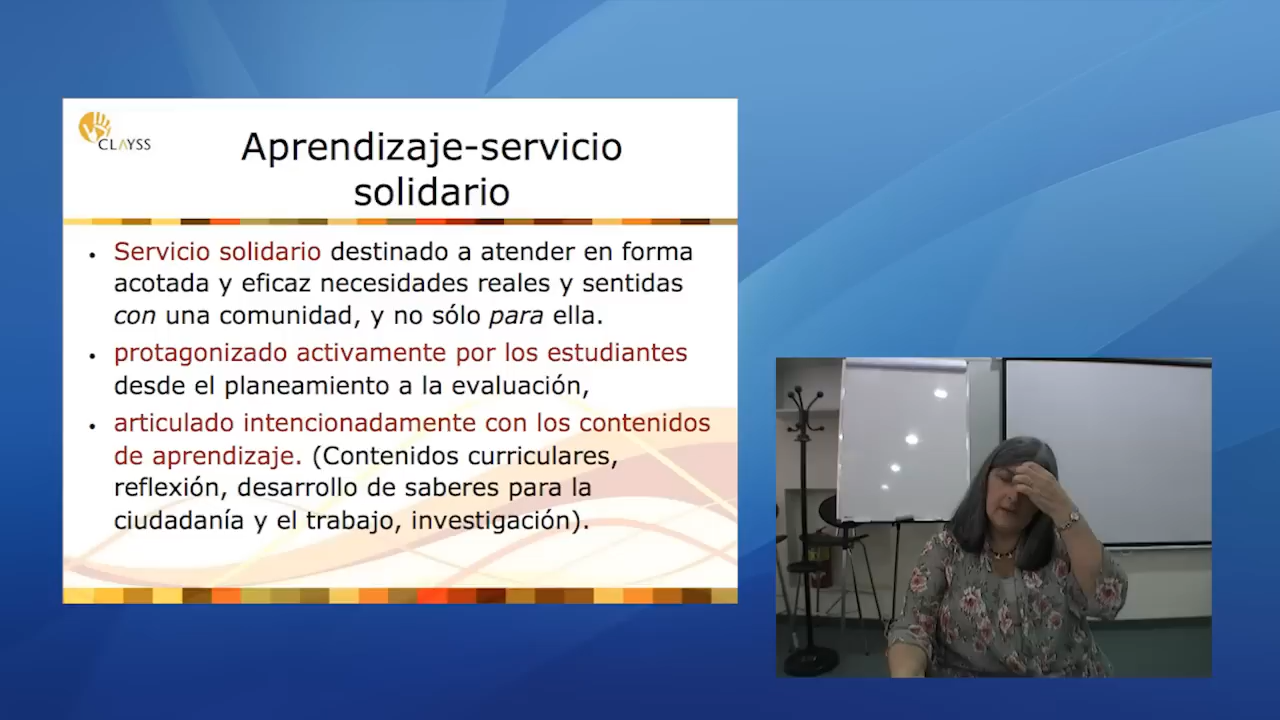 CLAYSS
Aprendizaje-servicio
solidario
• Servicio solidario destinado a atender en forma
acotada y eficaz necesidades reales y sentidas
con una comunidad, y no sólo para ella.
• protagonizado activamente por los estudiantes
desde el planeamiento a la evaluación,
• articulado intencionadamente con los contenidos
de aprendizaje. (Contenidos curriculares,
reflexión, desarrollo de saberes para la
ciudadanía y el trabajo, investigación).